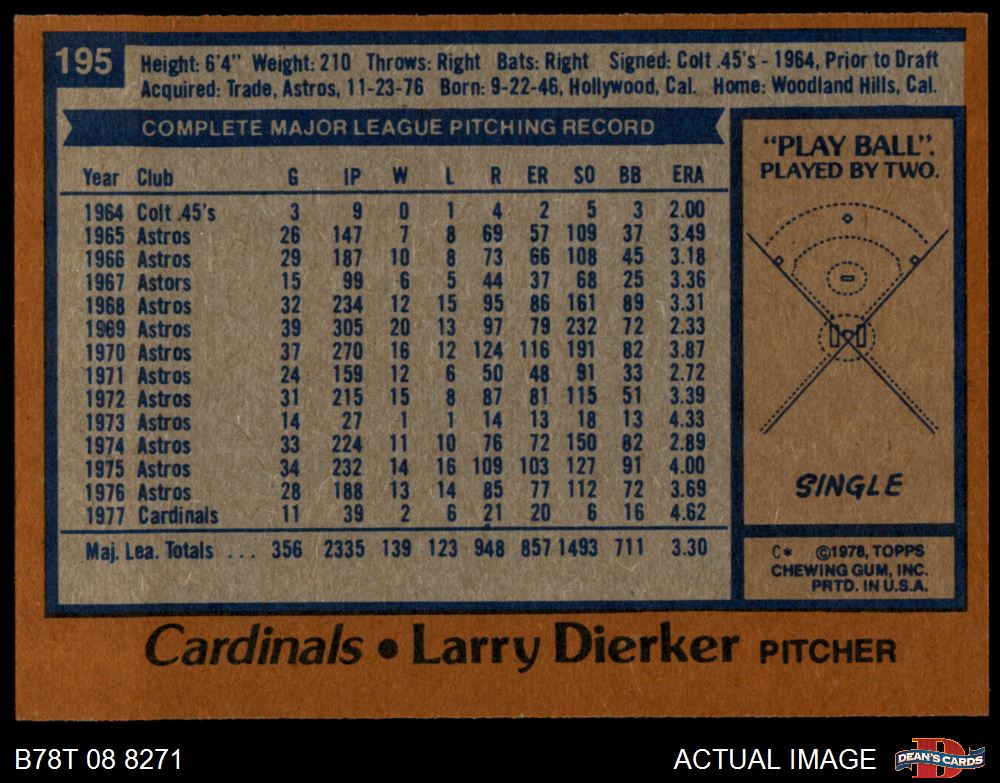 195
Height: 6'4" Weight: 210 Throws: Right Bats: Right Signed: Colt .45's - 1964, Prior to Draft
Acquired: Trade, Astros, 11-23-76 Born: 9-22-46, Hollywood, Cal. Home: Woodland Hills, Cal.
COMPLETE MAJOR LEAGUE PITCHING RECORD
Year Club G IP W L R ER SO BB ERA
1964 Colt .45's 3 9 0 1 4 2 5 3 2.00
1965 Astros 26 147 7 8 69 57 109 37 3.49
1966 Astros 29 187 10 8 73 66 108 45 3.18
1967 Astors 15 99 6 5 44 37 68 25 3.36
1968 Astros 32 234 12 15 95 86 161 89 3.31
1969 Astros 39 305 20 13 97 79 232 72 2.33
1970 Astros 37 270 16 12 124 116 191 82 3.87
1971 Astros 24 159 12 6 50 48 91 33 2.72
1972 Astros 31 215 15 8 87 81 115 51 3.39
1973 Astros 14 27 1 1 14 13 18 13 4.33
1974 Astros 33 224 11 10 76 72 150 82 2.89
1975 Astros 34 232 14 16 109 103 127 91 4.00
1976 Astros 28 188 13 14 85 77 112 72 3.69
1977 Cardinals 11 39 2 6 21 20 6 16 4.62
Maj. Lea. Totals ... 356 2335 139 123 948 857 1493 711 3.30
"PLAY BALL".
PLAYED BY TWO.
SINGLE
C* ©1978, TOPPS
CHEWING GUM, INC.
PRTD. IN U.S.A.
Cardinals • Larry Dierker PITCHER
B78T 08 8271
ACTUAL IMAGE
D
DEAN'S CARDS